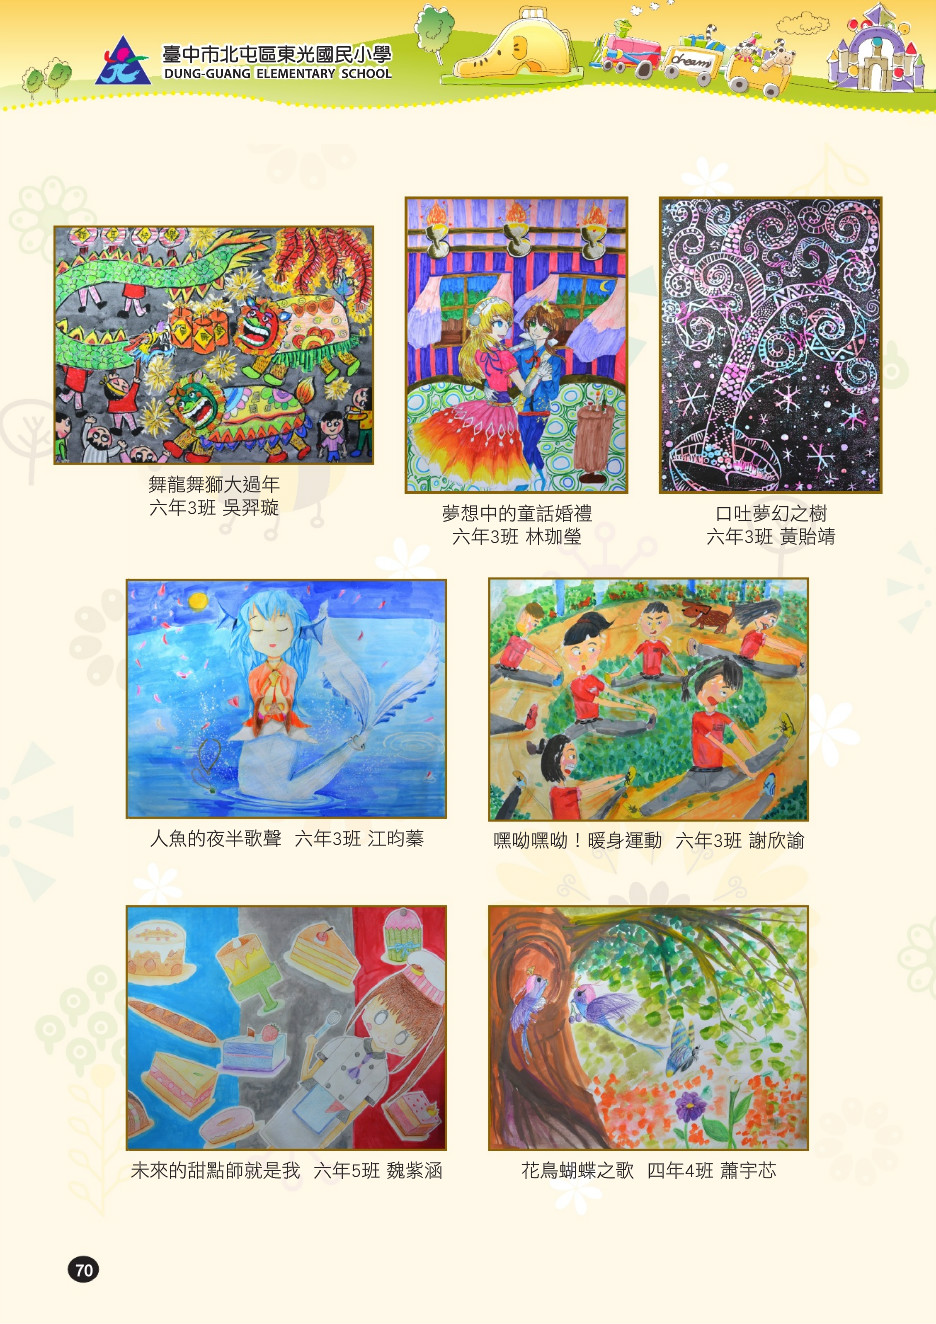 臺中市北屯區東光國民小學
DUNG-GUANG ELEMENTARY SCHOOL
dream
舞龍舞獅大過年
六年3班 吳羿璇
夢想中的童話婚禮
六年3班 林珈瑩
口吐夢幻之樹
六年3班 黃貽靖
人魚的夜半歌聲 六年3班 江昀蓁
嘿呦嘿呦！暖身運動 六年3班 謝欣諭
未來的甜點師就是我 六年5班 魏紫涵
花鳥蝴蝶之歌 四年4班 蕭宇芯
70